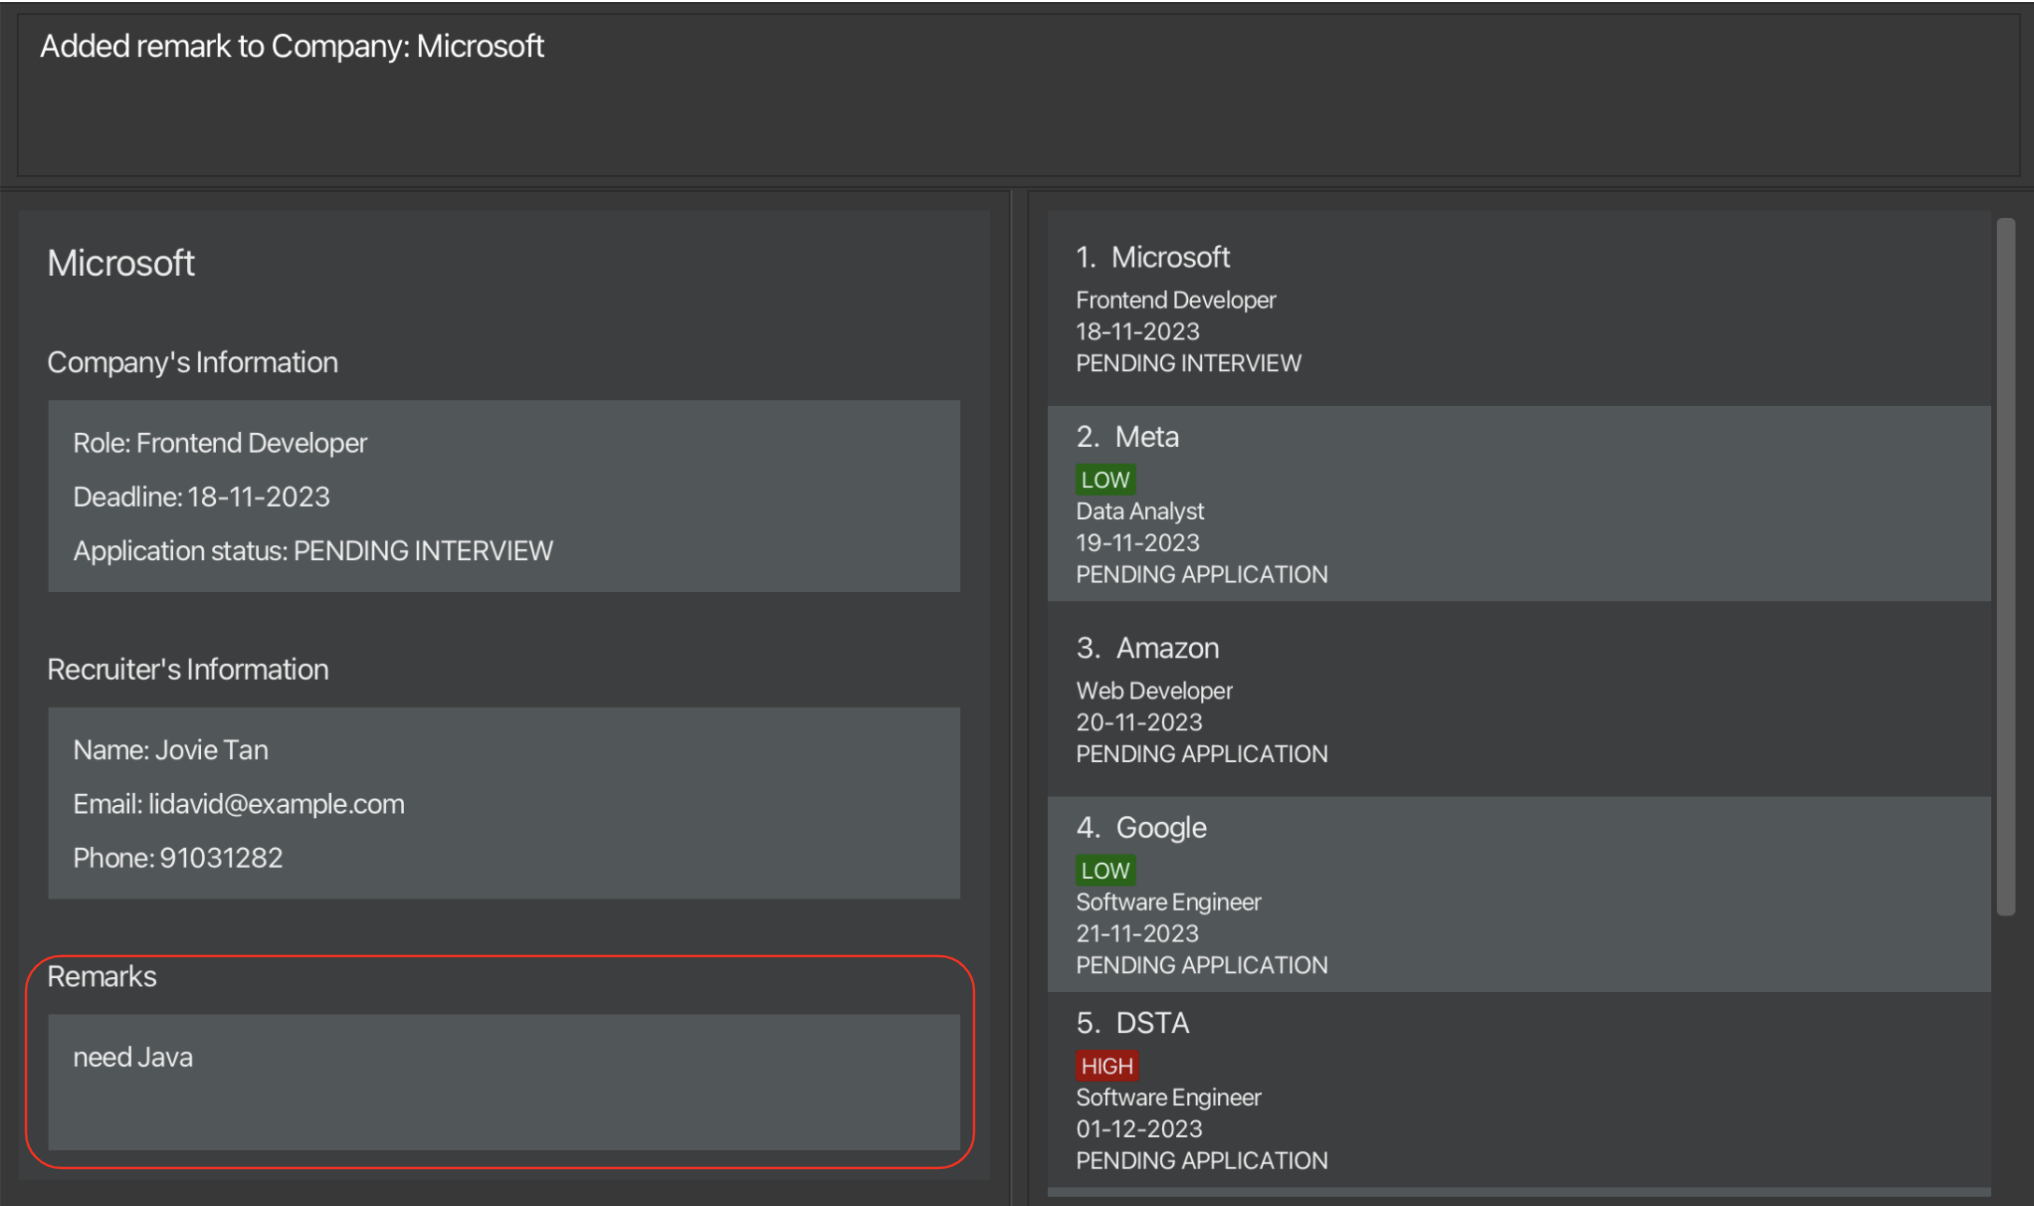 Added remark to Company: Microsoft
Microsoft
Company's Information
Role: Frontend Developer
Deadline: 18-11-2023
Application status: PENDING INTERVIEW
Recruiter's Information
Name: Jovie Tan
Email: lidavid@example.com
Phone: 91031282
Remarks
need Java
1. Microsoft
Frontend Developer
18-11-2023
PENDING INTERVIEW
2. Meta
LOW
Data Analyst
19-11-2023
PENDING APPLICATION
3. Amazon
Web Developer
20-11-2023
PENDING APPLICATION
4. Google
LOW
Software Engineer
21-11-2023
PENDING APPLICATION
5. DSTA
HIGH
Software Engineer
01-12-2023
PENDING APPLICATION